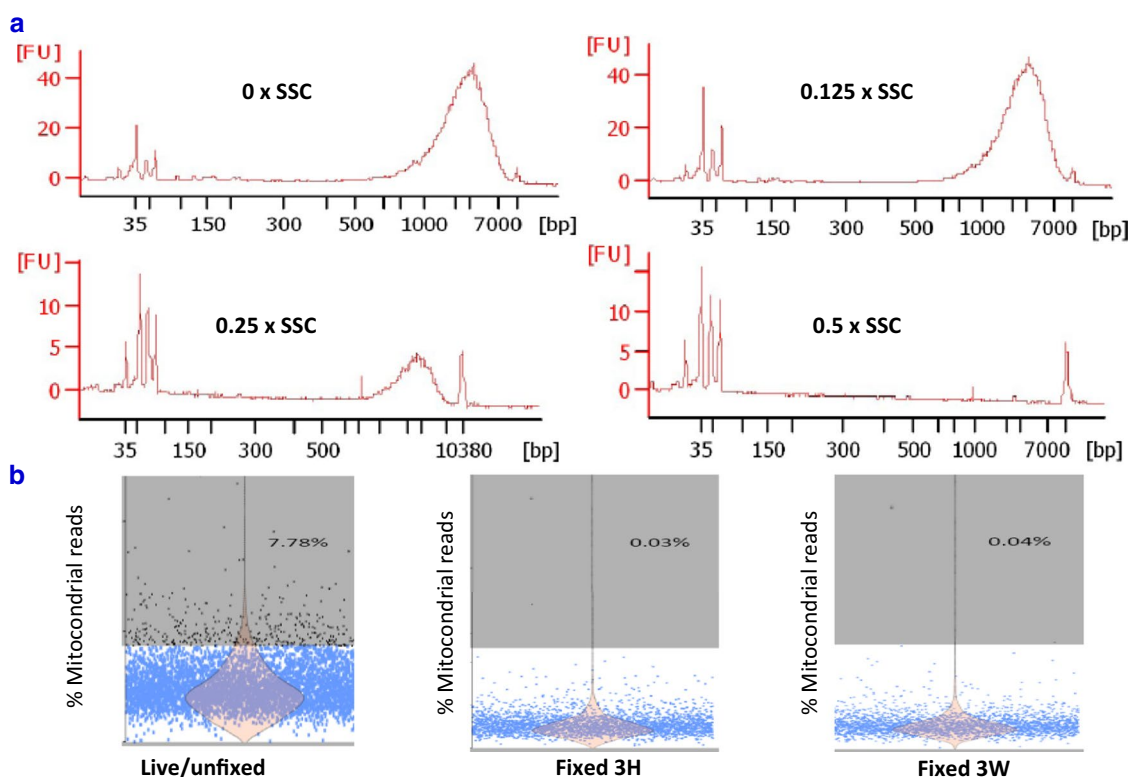 a
[FU]
0 x SSC
40
20
0
35 150 300 500 1000 7000 [bp]
[FU]
0.125 x SSC
40
20
0
35 150 300 500 1000 7000 [bp]
[FU]
0.25 x SSC
10
5
0
35 150 300 500 10380 [bp]
[FU]
0.5 x SSC
10
5
0
35 150 300 500 1000 7000 [bp]
b
% Mitocondrial reads
7.78%
Live/unfixed
% Mitocondrial reads
0.03%
Fixed 3H
% Mitocondrial reads
0.04%
Fixed 3W